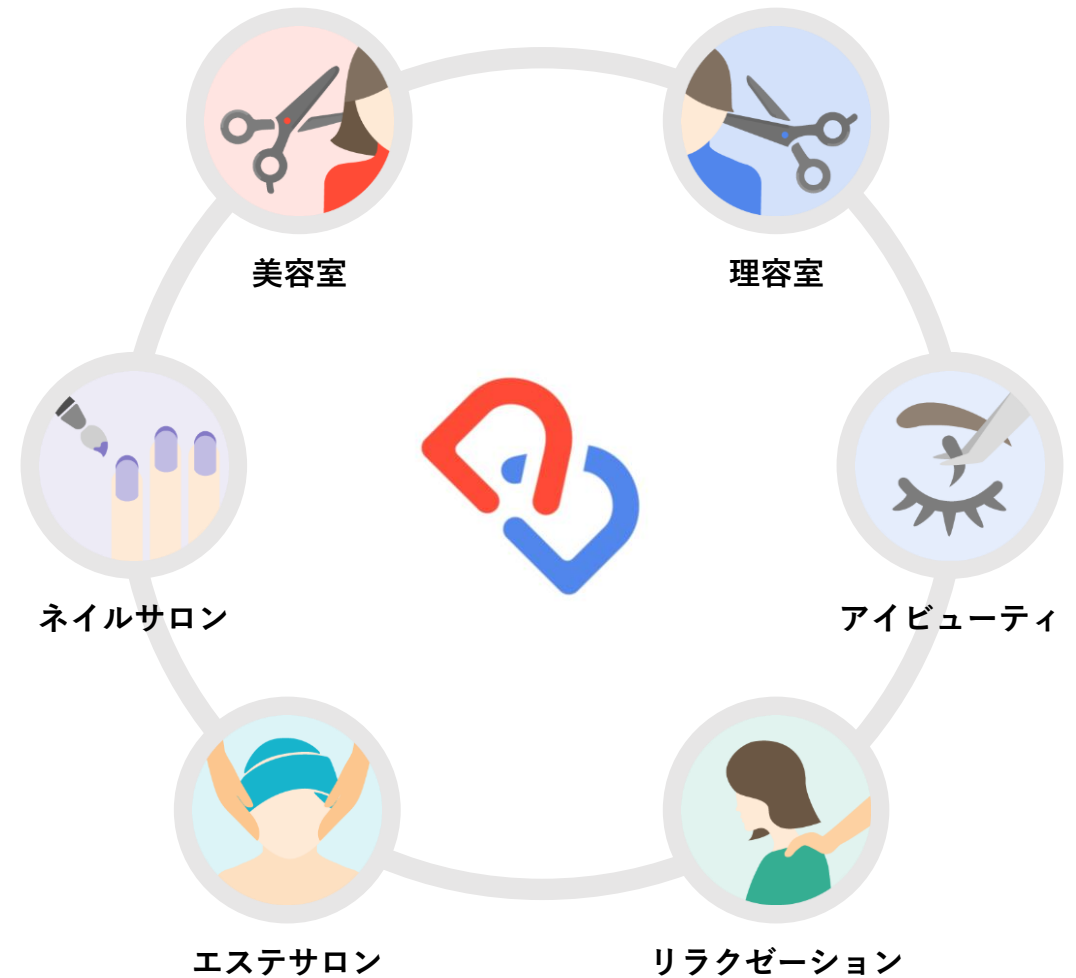 美容室
理容室
ネイルサロン
アイビューティ
エステサロン
リラクゼーション